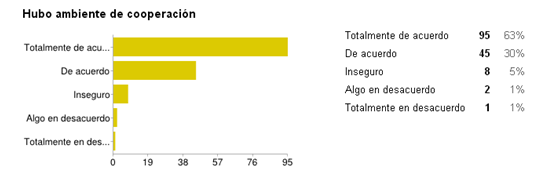 Hubo ambiente de cooperación
Totalmente de acu...
De acuerdo
Inseguro
Algo en desacuerdo
Totalmente en des...
0 19 38 57 76 95
Totalmente de acuerdo 95 63%
De acuerdo 45 30%
Inseguro 8 5%
Algo en desacuerdo 2 1%
Totalmente en desacuerdo 1 1%